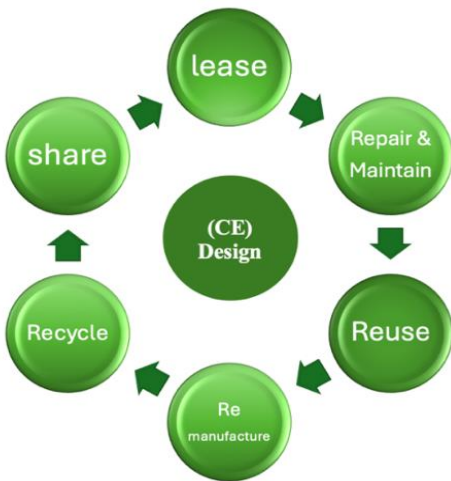 lease
share
Repair &
Maintain
(CE)
Design
Recycle
Reuse
Re
manufacture